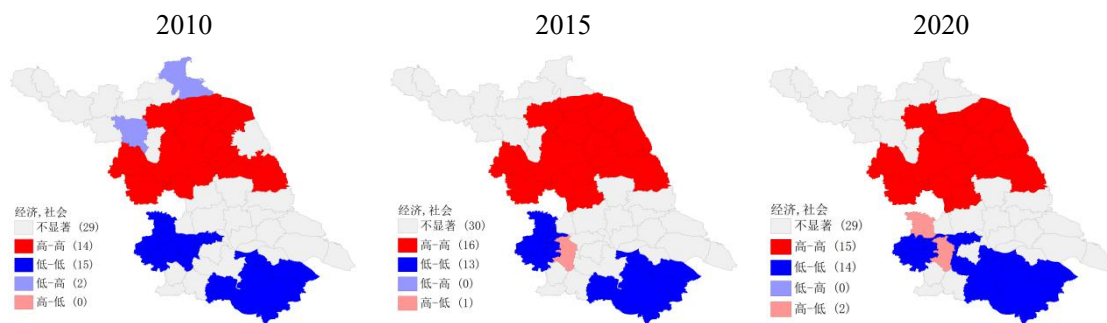 2010
2015
2020
经济,社会
不显著 (29)
高-高 (14)
低-低 (15)
低-高 (2)
高-低 (0)
经济,社会
不显著 (30)
高-高 (16)
低-低 (13)
低-高 (0)
高-低 (1)
经济,社会
不显著 (29)
高-高 (15)
低-低 (14)
低-高 (0)
高-低 (2)